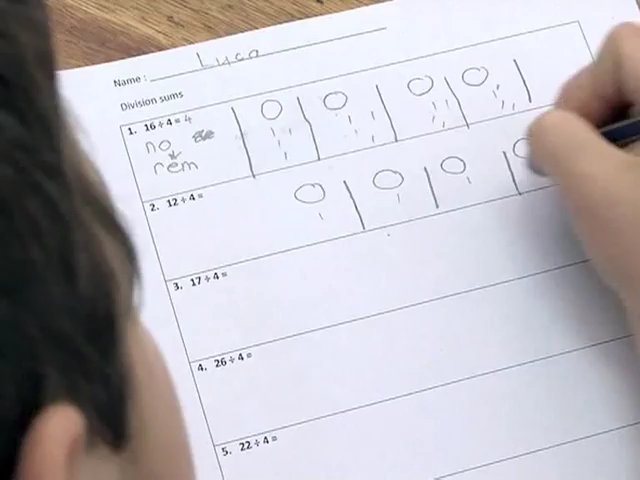 Name : Luca
Division sums
1. 16 ÷ 4 = 4
no
rem
2. 12 ÷ 4 =
3. 17 ÷ 4 =
4. 26 ÷ 4 =
5. 22 ÷ 4 =